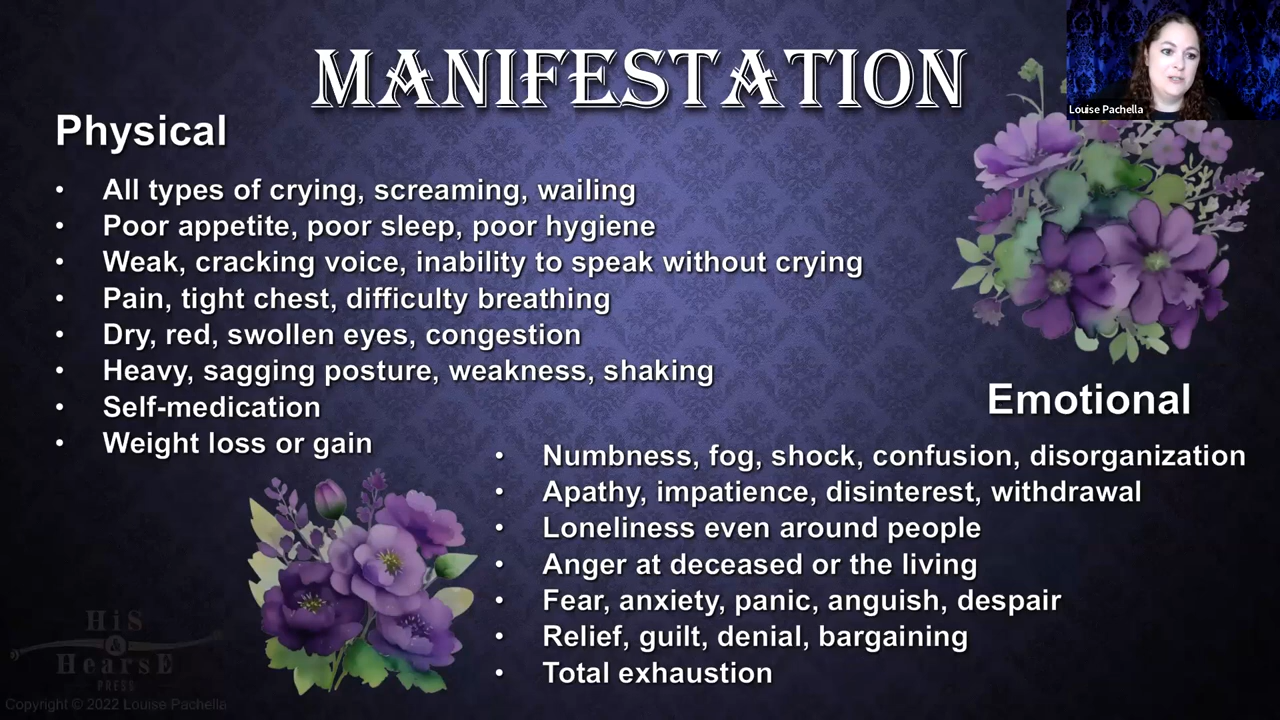 MANIFESTATION
Louise Pachella
Physical
• All types of crying, screaming, wailing
• Poor appetite, poor sleep, poor hygiene
• Weak, cracking voice, inability to speak without crying
• Pain, tight chest, difficulty breathing
• Dry, red, swollen eyes, congestion
• Heavy, sagging posture, weakness, shaking
• Self-medication
• Weight loss or gain
Emotional
• Numbness, fog, shock, confusion, disorganization
• Apathy, impatience, disinterest, withdrawal
• Loneliness even around people
• Anger at deceased or the living
• Fear, anxiety, panic, anguish, despair
• Relief, guilt, denial, bargaining
• Total exhaustion
HiS
&
HearsE
PRESS
Copyright © 2022 Louise Pachella